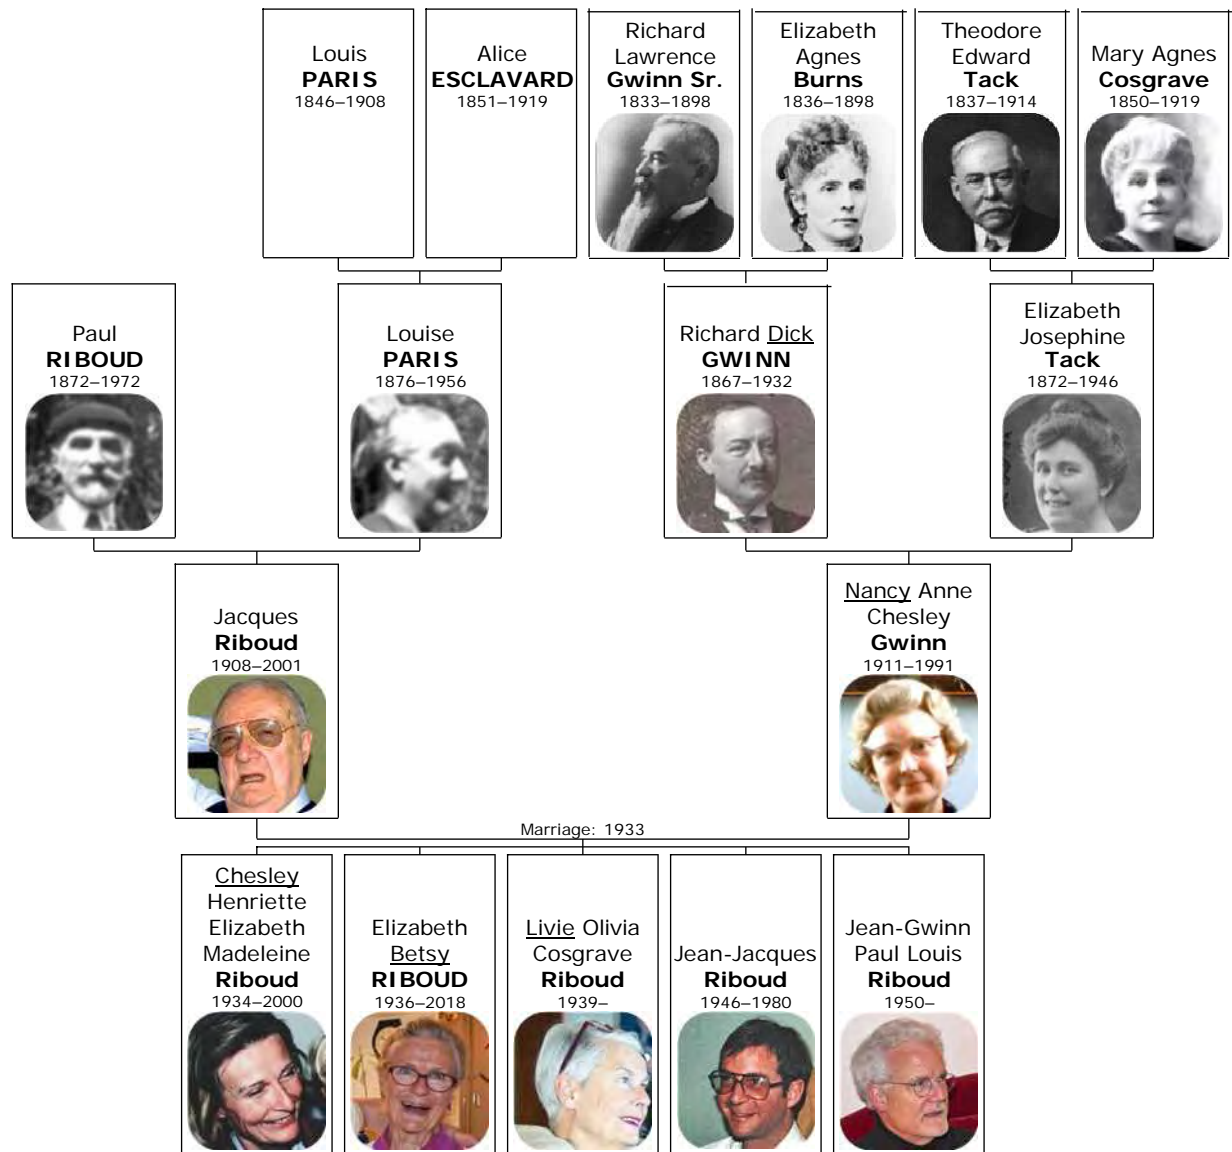 Louis
PARIS
1846–1908
Alice
ESCLAVARD
1851–1919
Richard
Lawrence
Gwinn Sr.
1833–1898
Elizabeth
Agnes
Burns
1836–1898
Theodore
Edward
Tack
1837–1914
Mary Agnes
Cosgrave
1850–1919
Paul
RIBOUD
1872–1972
Louise
PARIS
1876–1956
Richard Dick
GWINN
1867–1932
Elizabeth
Josephine
Tack
1872–1946
Jacques
Riboud
1908–2001
Nancy Anne
Chesley
Gwinn
1911–1991
Marriage: 1933
Chesley
Henriette
Elizabeth
Madeleine
Riboud
1934–2000
Elizabeth
Betsy
RIBOUD
1936–2018
Livie Olivia
Cosgrave
Riboud
1939–
Jean-Jacques
Riboud
1946–1980
Jean-Gwinn
Paul Louis
Riboud
1950–